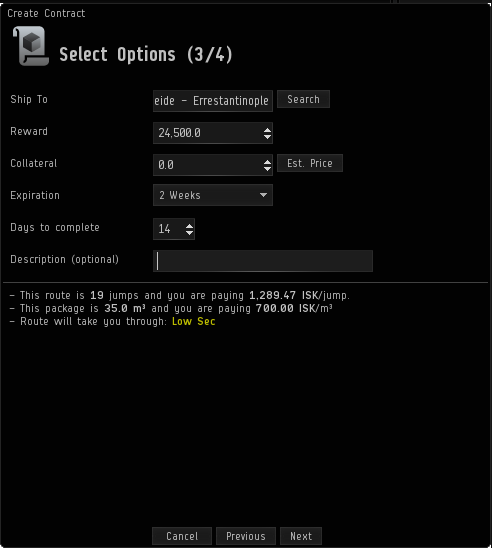 Create Contract
Select Options (3/4)
Ship To eide - Errestantinople Search
Reward 24,500.0
Collateral 0.0 Est. Price
Expiration 2 Weeks
Days to complete 14
Description (optional)
- This route is 19 jumps and you are paying 1,289.47 ISK/jump.
- This package is 35.0 m³ and you are paying 700.00 ISK/m³
- Route will take you through: Low Sec
Cancel Previous Next